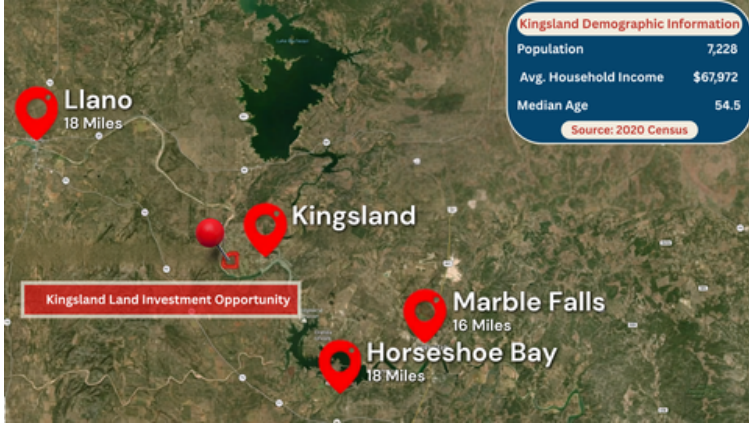 Kingsland Demographic Information
Population 7,228
Avg. Household Income $67,972
Median Age 54.5
Source: 2020 Census
Llano
18 Miles
Kingsland
Kingsland Land Investment Opportunity
Marble Falls
16 Miles
Horseshoe Bay
18 Miles